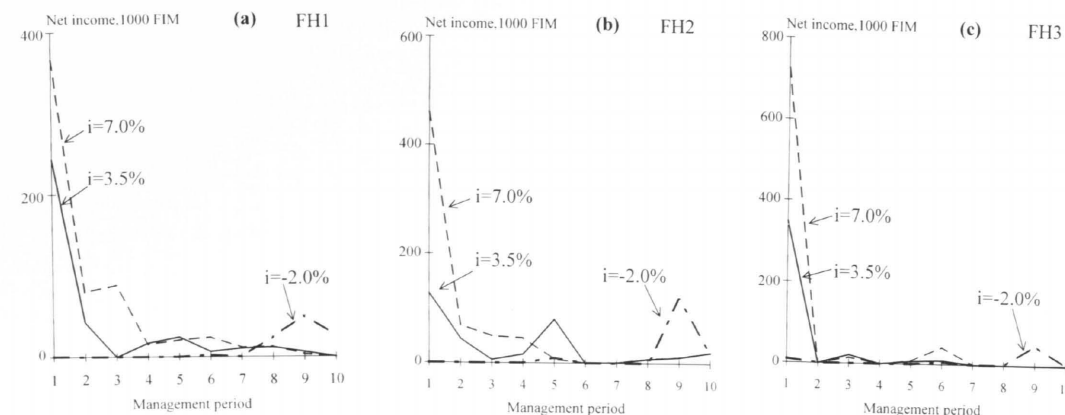 Net income.1000 FIM (a) FH1
400
200
0
i=7.0%
i=3.5%
i=-2.0%
1 2 3 4 5 6 7 8 9 10
Management period
Net income,1000 FIM (b) FH2
600
400
200
0
i=7.0%
i=3.5%
i=-2.0%
1 2 3 4 5 6 7 8 9 10
Management period
Net income,1000 FIM (c) FH3
800
600
400
200
0
i=7.0%
i=3.5%
i=-2.0%
1 2 3 4 5 6 7 8 9 1
Management period